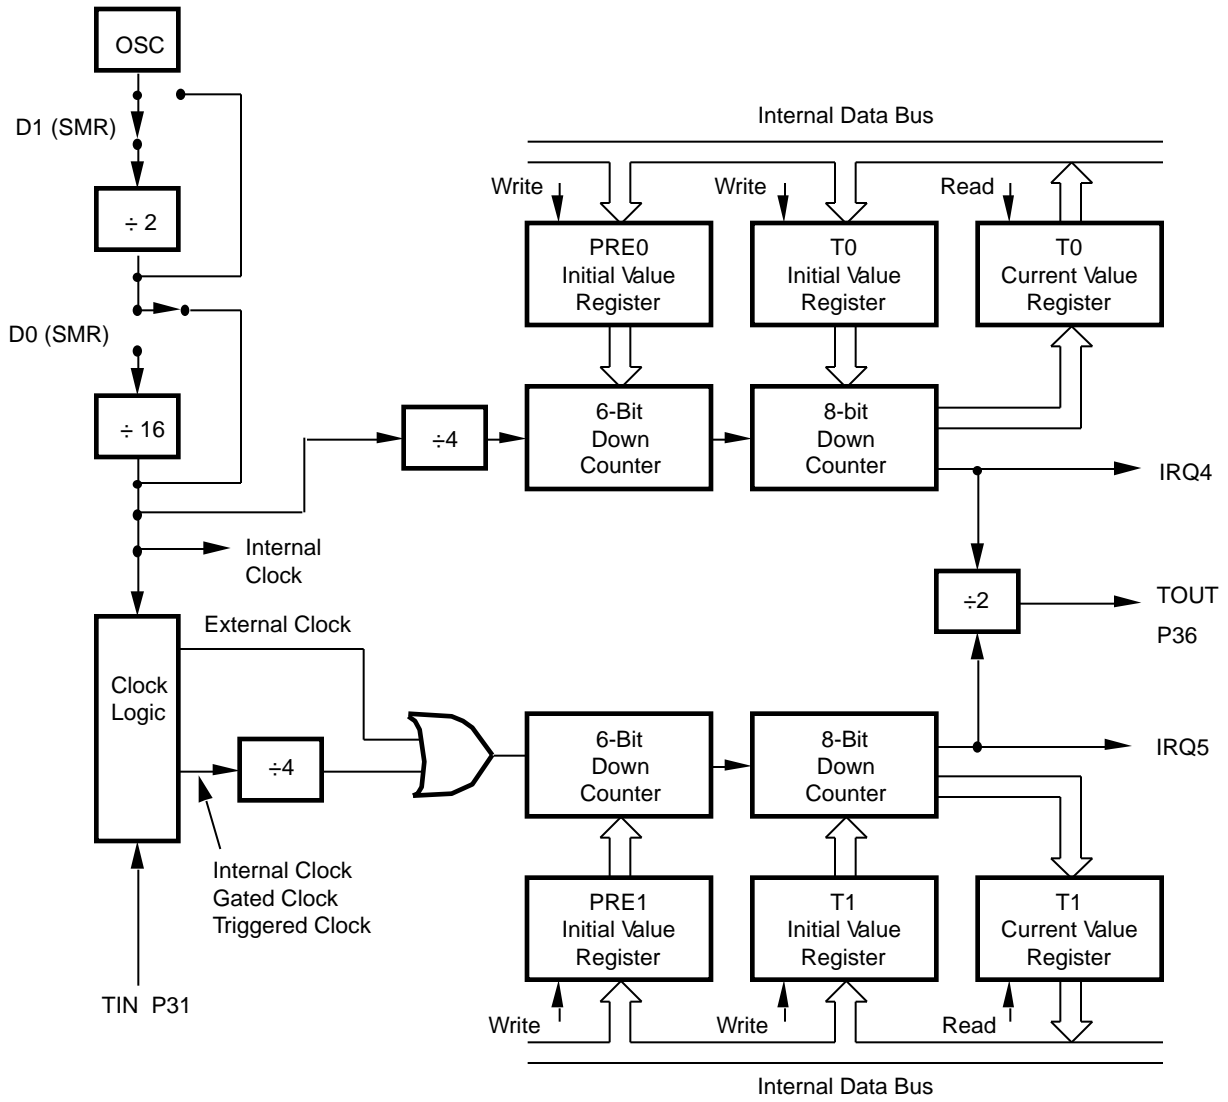 OSC
D1 (SMR)
÷ 2
D0 (SMR)
÷ 16
Internal
Clock
External Clock
Clock
Logic
÷4
Internal Clock
Gated Clock
Triggered Clock
TIN P31
Internal Data Bus
Write
Write
Read
PRE0
Initial Value
Register
T0
Initial Value
Register
T0
Current Value
Register
÷4
6-Bit
Down
Counter
8-bit
Down
Counter
IRQ4
÷2
TOUT
P36
6-Bit
Down
Counter
8-Bit
Down
Counter
IRQ5
PRE1
Initial Value
Register
T1
Initial Value
Register
T1
Current Value
Register
Write
Write
Read
Internal Data Bus